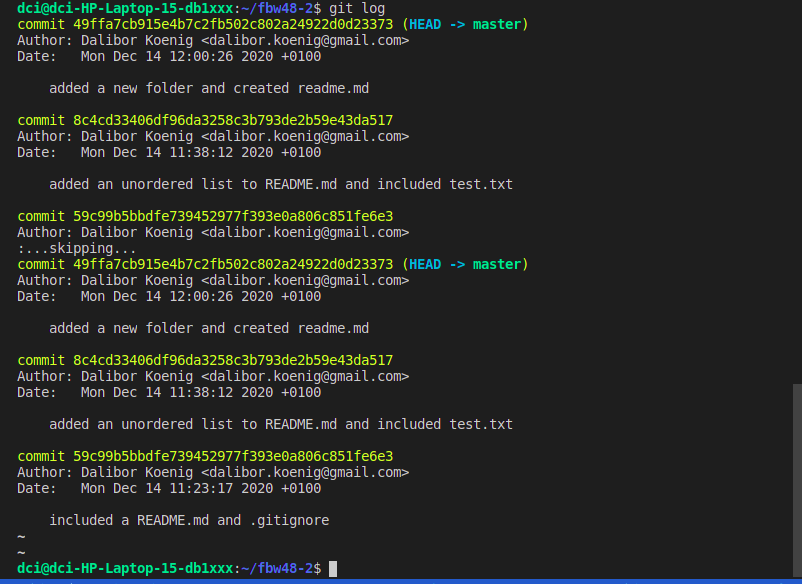 dci@dci-HP-Laptop-15-db1xxx:~/fbw48-2$ git log
commit 49ffa7cb915e4b7c2fb502c802a24922d0d23373 (HEAD -> master)
Author: Dalibor Koenig <dalibor.koenig@gmail.com>
Date:   Mon Dec 14 12:00:26 2020 +0100
    added a new folder and created readme.md
commit 8c4cd33406df96da3258c3b793de2b59e43da517
Author: Dalibor Koenig <dalibor.koenig@gmail.com>
Date:   Mon Dec 14 11:38:12 2020 +0100
    added an unordered list to README.md and included test.txt
commit 59c99b5bbdfe739452977f393e0a806c851fe6e3
Author: Dalibor Koenig <dalibor.koenig@gmail.com>
:...skipping...
commit 49ffa7cb915e4b7c2fb502c802a24922d0d23373 (HEAD -> master)
Author: Dalibor Koenig <dalibor.koenig@gmail.com>
Date:   Mon Dec 14 12:00:26 2020 +0100
    added a new folder and created readme.md
commit 8c4cd33406df96da3258c3b793de2b59e43da517
Author: Dalibor Koenig <dalibor.koenig@gmail.com>
Date:   Mon Dec 14 11:38:12 2020 +0100
    added an unordered list to README.md and included test.txt
commit 59c99b5bbdfe739452977f393e0a806c851fe6e3
Author: Dalibor Koenig <dalibor.koenig@gmail.com>
Date:   Mon Dec 14 11:23:17 2020 +0100
    included a README.md and .gitignore
~
~
dci@dci-HP-Laptop-15-db1xxx:~/fbw48-2$